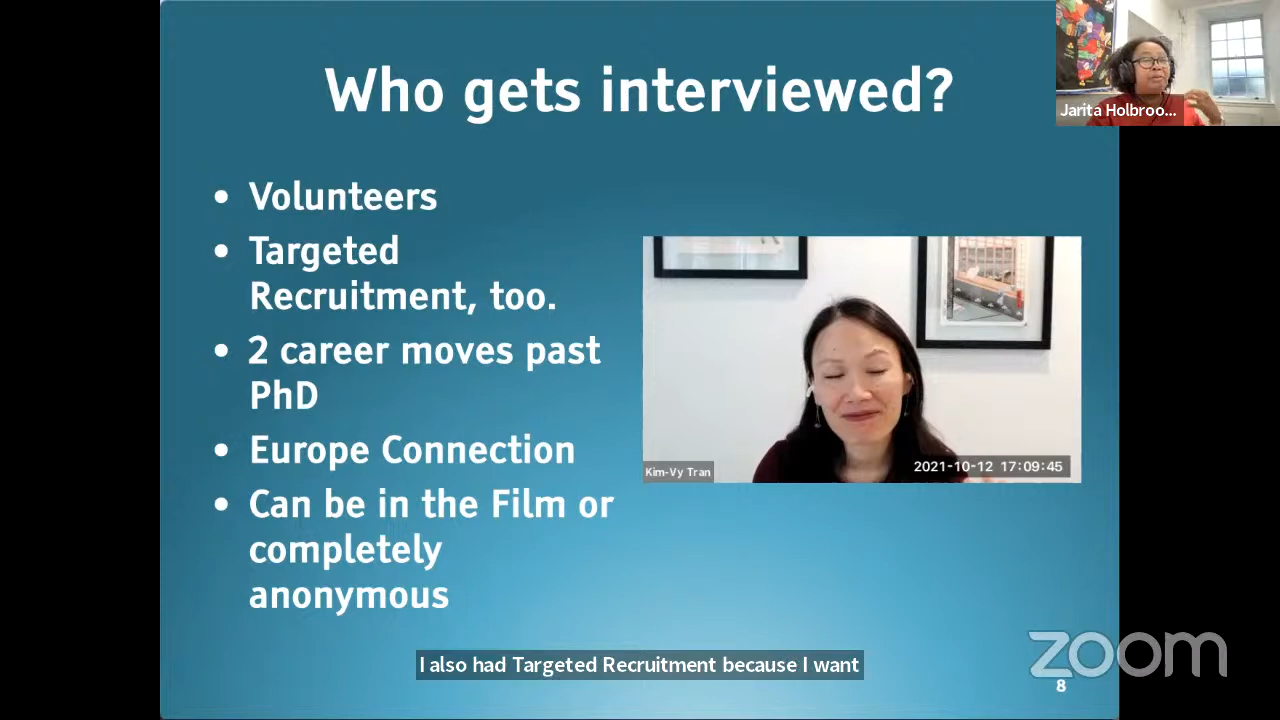 Who gets interviewed?
Jarita Holbroo...
• Volunteers
• Targeted
Recruitment, too.
• 2 career moves past
PhD
• Europe Connection
• Can be in the Film or
completely
anonymous
Kim-Vy Tran
2021-10-12 17:09:45
I also had Targeted Recruitment because I want
zoom
8